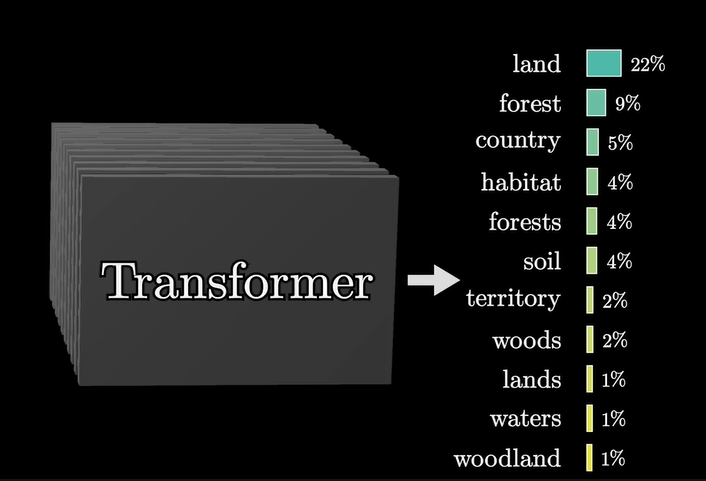 Transformer
land 22%
forest 9%
country 5%
habitat 4%
forests 4%
soil 4%
territory 2%
woods 2%
lands 1%
waters 1%
woodland 1%